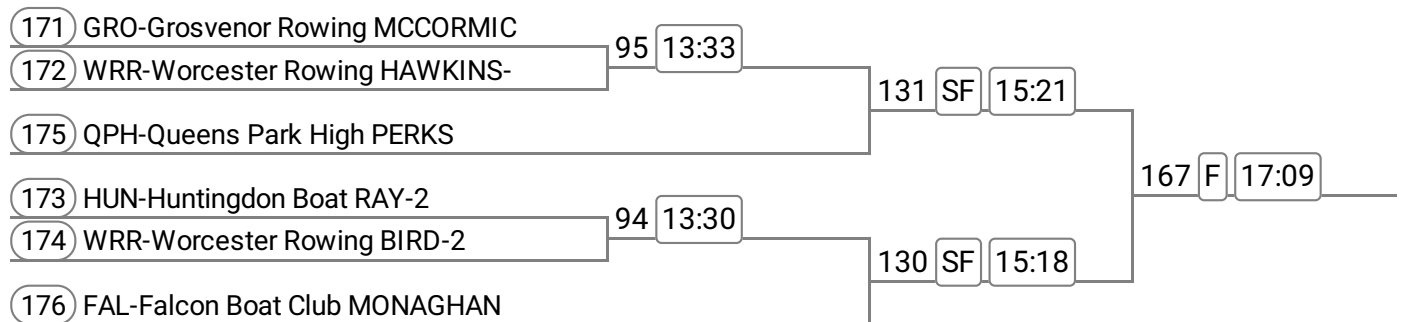 171 GRO-Grosvenor Rowing MCCORMIC
95 13:33
172 WRR-Worcester Rowing HAWKINS-
131 SF 15:21
175 QPH-Queens Park High PERKS
167 F 17:09
173 HUN-Huntingdon Boat RAY-2
94 13:30
174 WRR-Worcester Rowing BIRD-2
130 SF 15:18
176 FAL-Falcon Boat Club MONAGHAN